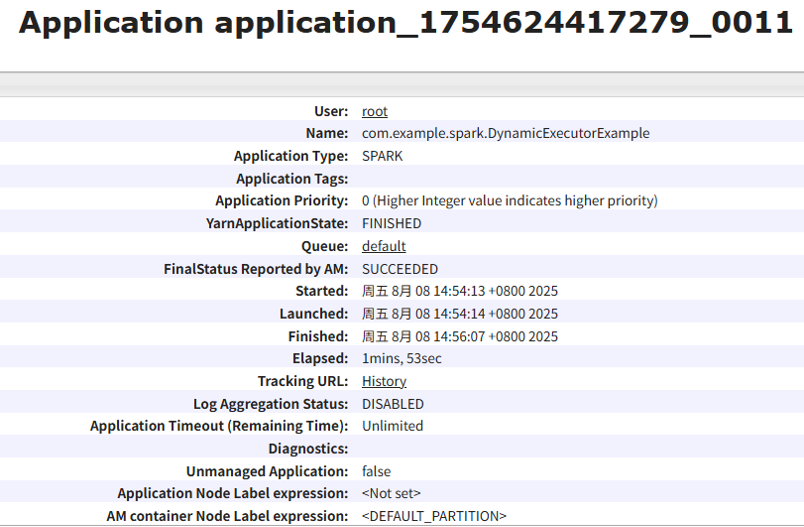 Application application_1754624417279_0011
User: root
Name: com.example.spark.DynamicExecutorExample
Application Type: SPARK
Application Tags:
Application Priority: 0 (Higher Integer value indicates higher priority)
YarnApplicationState: FINISHED
Queue: default
FinalStatus Reported by AM: SUCCEEDED
Started: 周五 8月 08 14:54:13 +0800 2025
Launched: 周五 8月 08 14:54:14 +0800 2025
Finished: 周五 8月 08 14:56:07 +0800 2025
Elapsed: 1mins, 53sec
Tracking URL: History
Log Aggregation Status: DISABLED
Application Timeout (Remaining Time): Unlimited
Diagnostics:
Unmanaged Application: false
Application Node Label expression: <Not set>
AM container Node Label expression: <DEFAULT_PARTITION>